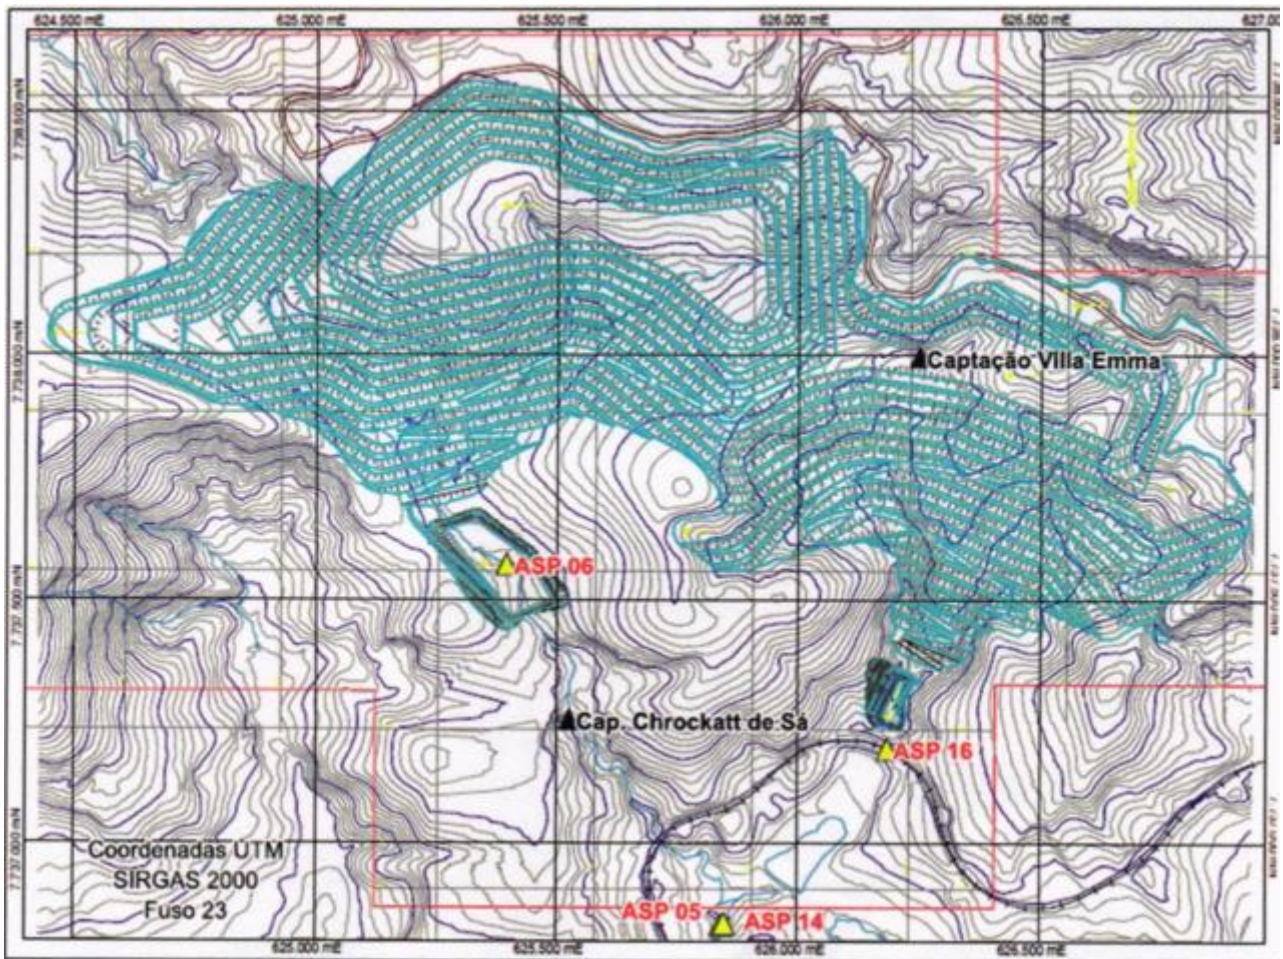 624.500 mE
625.000 mE
625.500 mE
626.000 mE
626.500 mE
7.738.500 mN
7.738.000 mN
Captação VIlla Emma
ASP 06
7.737.500 mN
Cap. Chrockatt de Sá
ASP 16
7.737.000 mN
Coordenadas UTM
SIRGAS 2000
Fuso 23
ASP 05
ASP 14
625.000 mE
625.500 mE
626.000 mE
626.500 mE